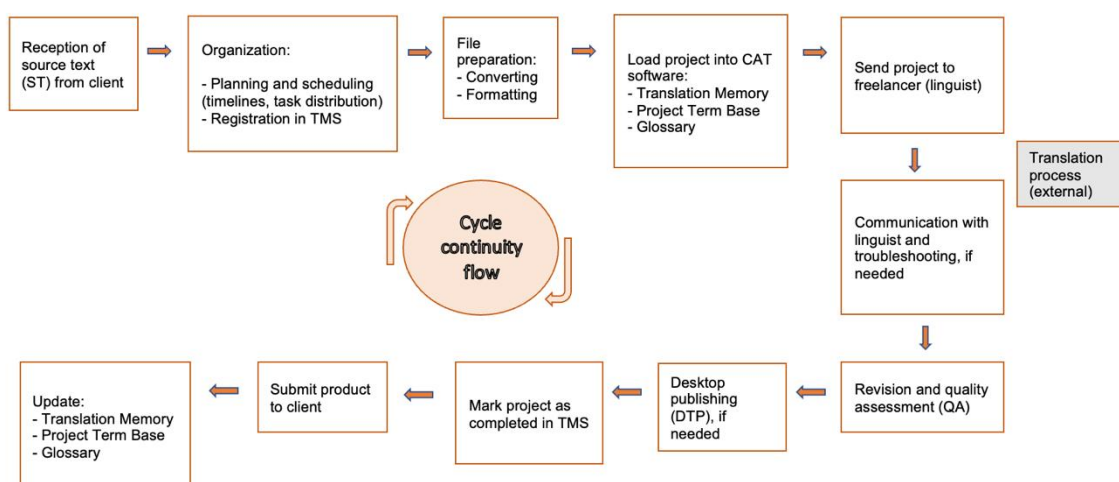 Reception of
source text
(ST) from client
Organization:
- Planning and scheduling
(timelines, task distribution)
- Registration in TMS
File
preparation:
- Converting
- Formatting
Load project into CAT
software:
- Translation Memory
- Project Term Base
- Glossary
Send project to
freelancer (linguist)
Translation
process
(external)
Communication with
linguist and
troubleshooting, if
needed
Cycle
continuity
flow
Revision and quality
assessment (QA)
Desktop
publishing
(DTP), if
needed
Mark project as
completed in TMS
Submit product
to client
Update:
- Translation Memory
- Project Term Base
- Glossary